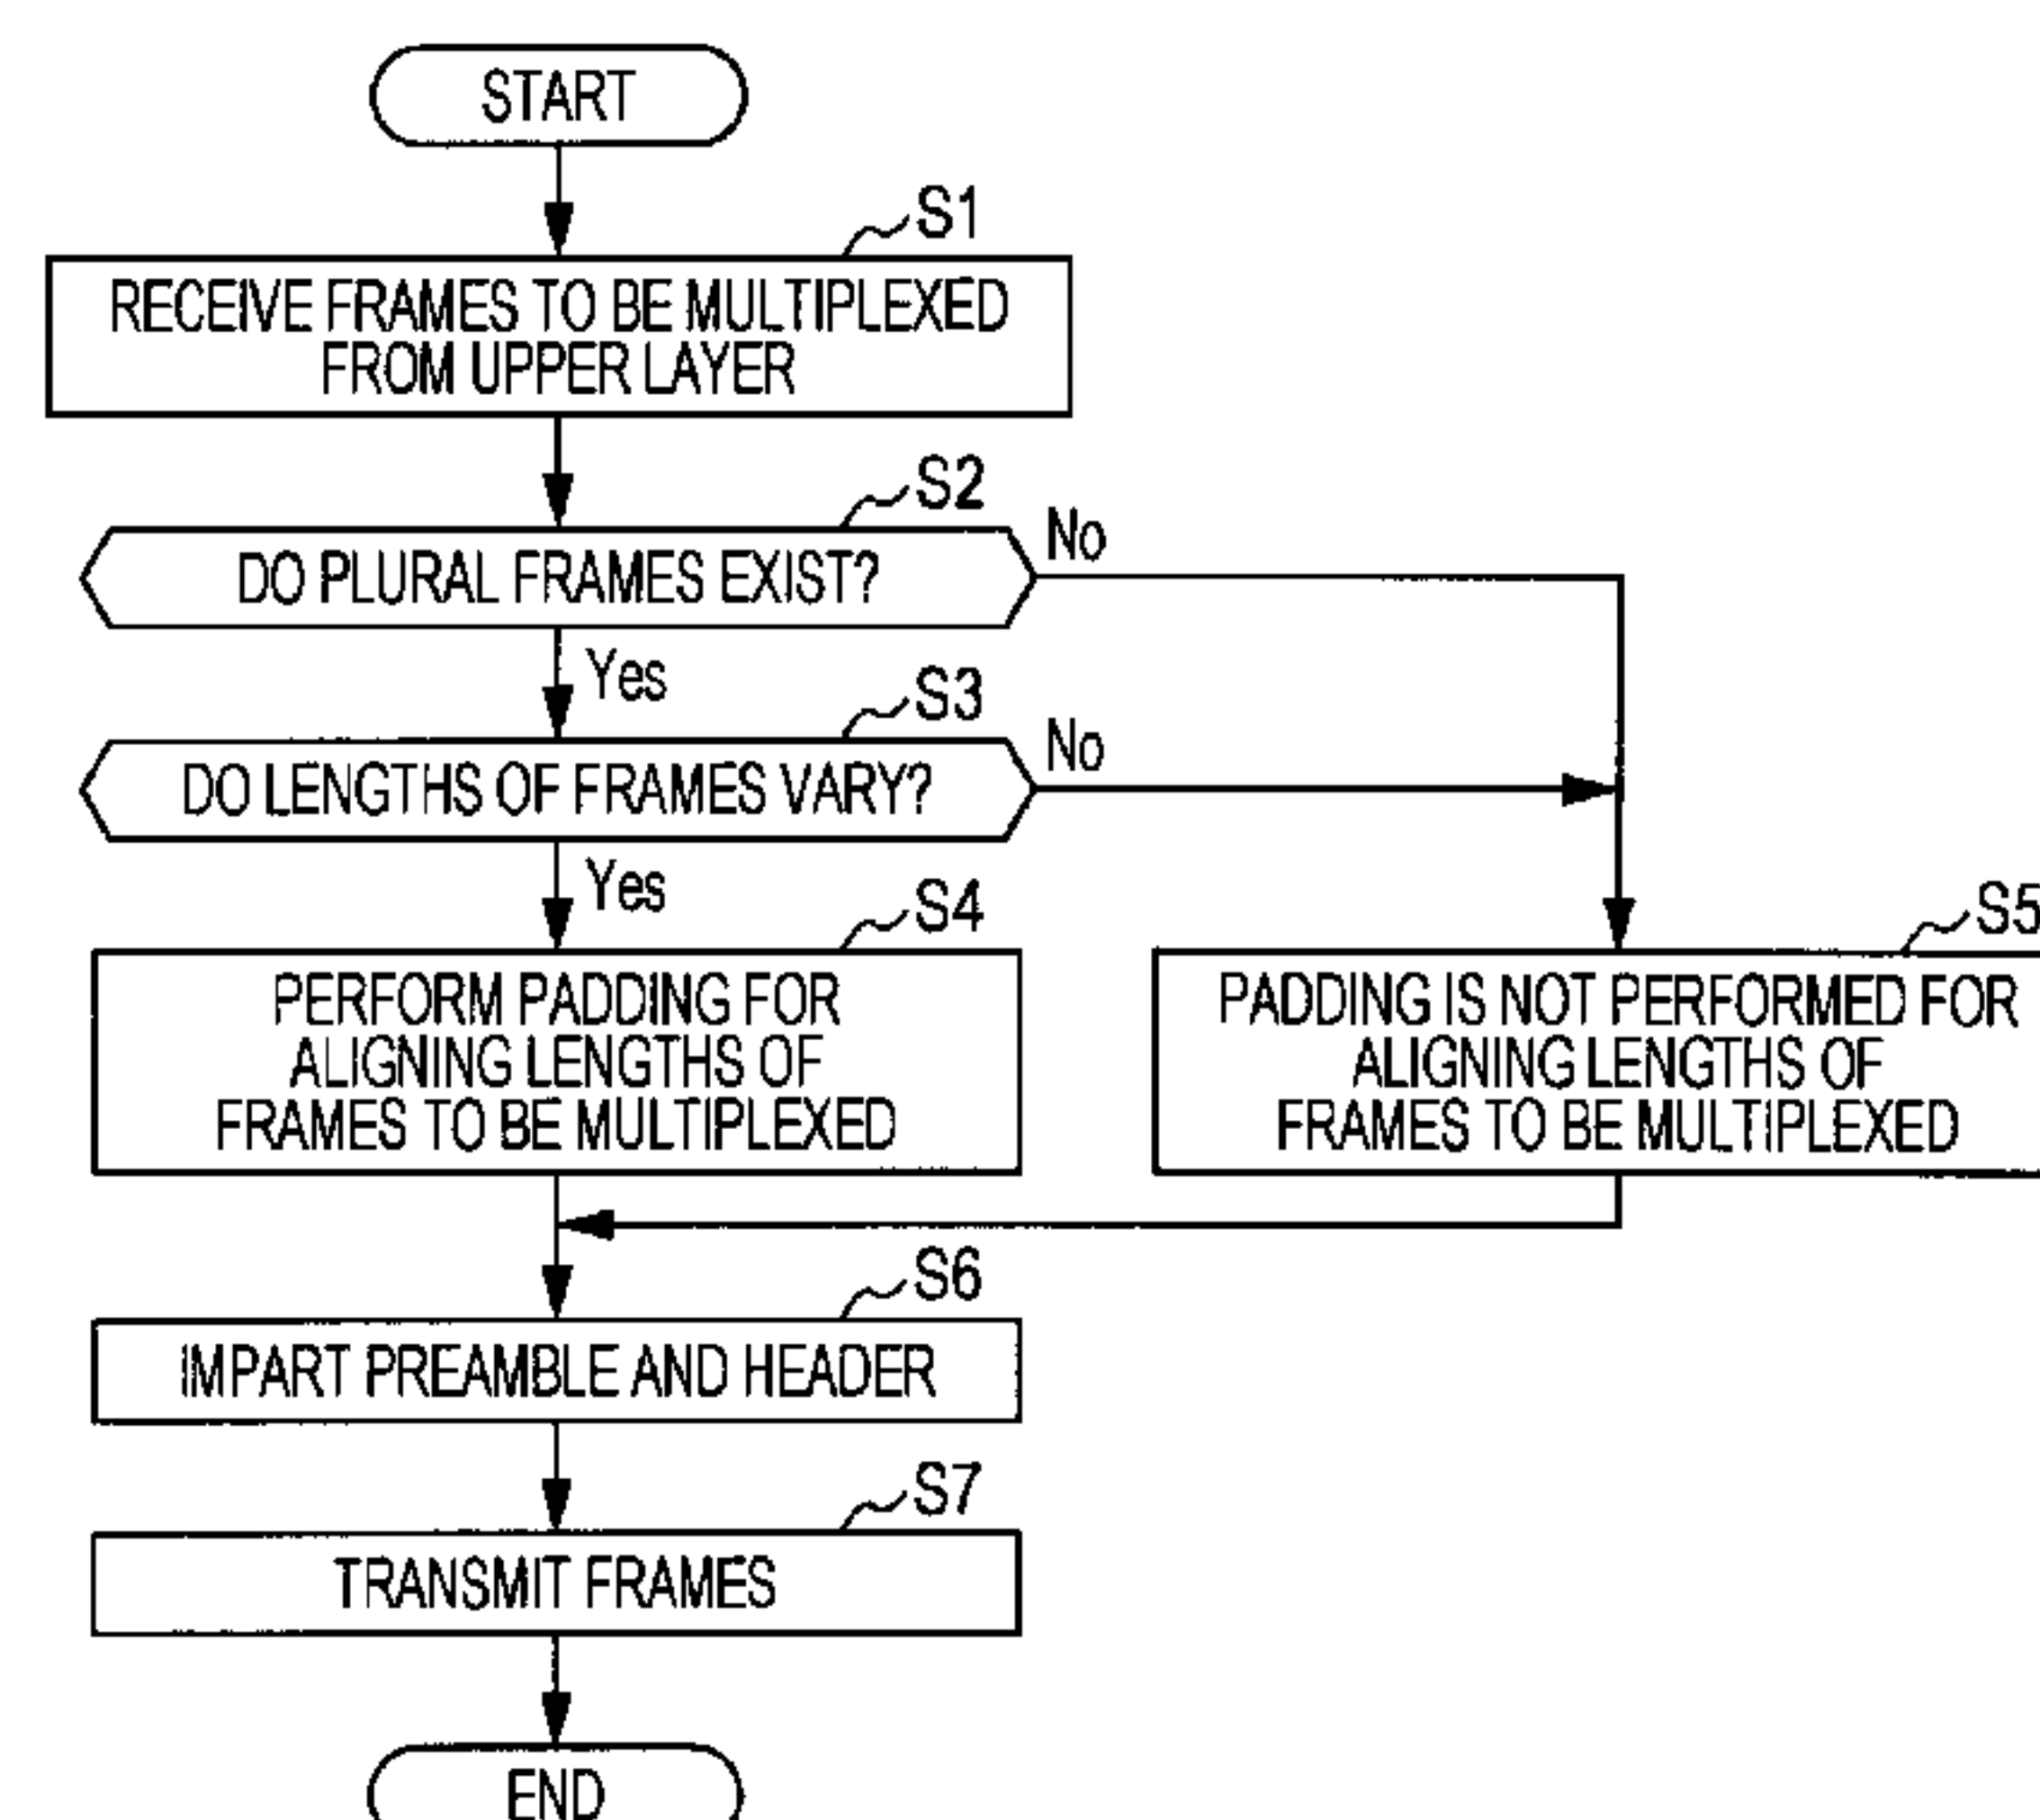 START
S1
RECEIVE FRAMES TO BE MULTIPLEXED
FROM UPPER LAYER
S2
DO PLURAL FRAMES EXIST?
No
Yes
S3
DO LENGTHS OF FRAMES VARY?
No
Yes
S4
PERFORM PADDING FOR
ALIGNING LENGTHS OF
FRAMES TO BE MULTIPLEXED
S5
PADDING IS NOT PERFORMED FOR
ALIGNING LENGTHS OF
FRAMES TO BE MULTIPLEXED
S6
IMPART PREAMBLE AND HEADER
S7
TRANSMIT FRAMES
END